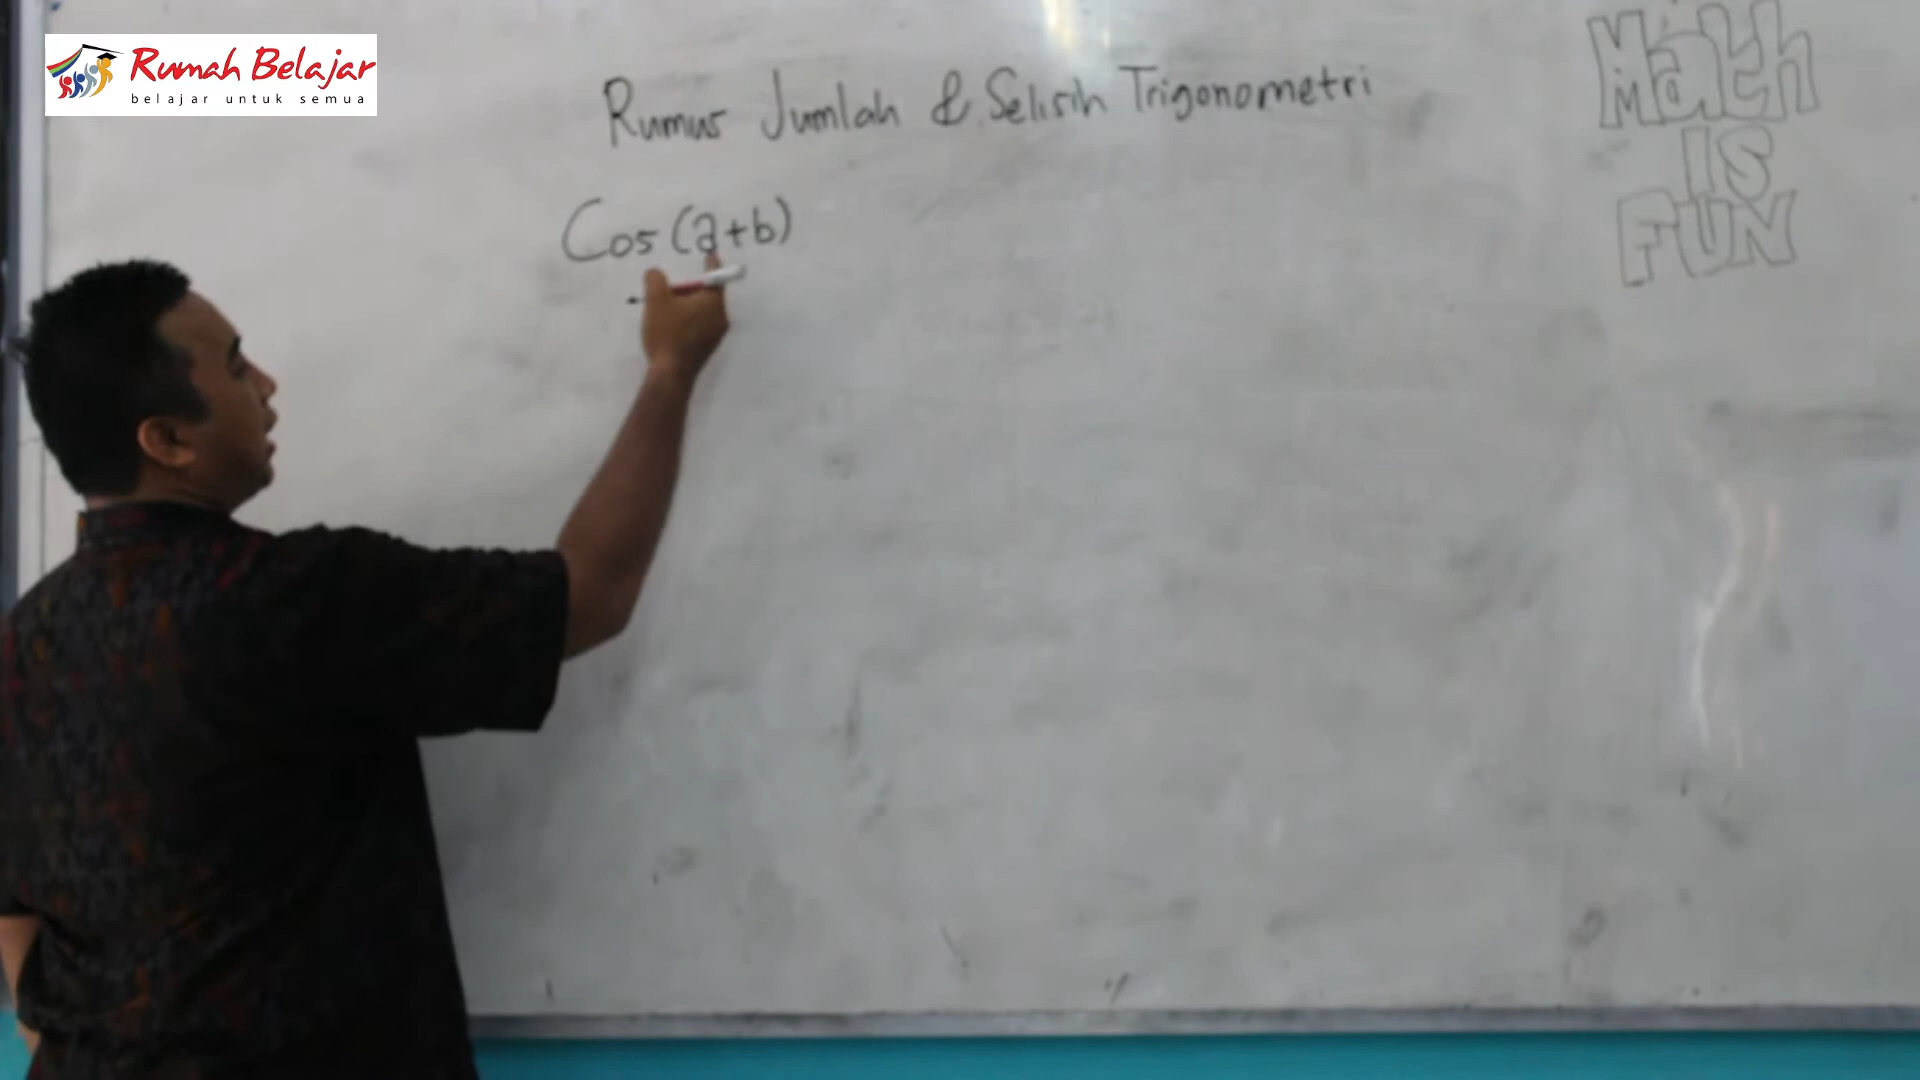 Rumah Belajar
belajar untuk semua
Rumus Jumlah & Selisih Trigonometri
Cos (a+b)
Math
IS
FUN